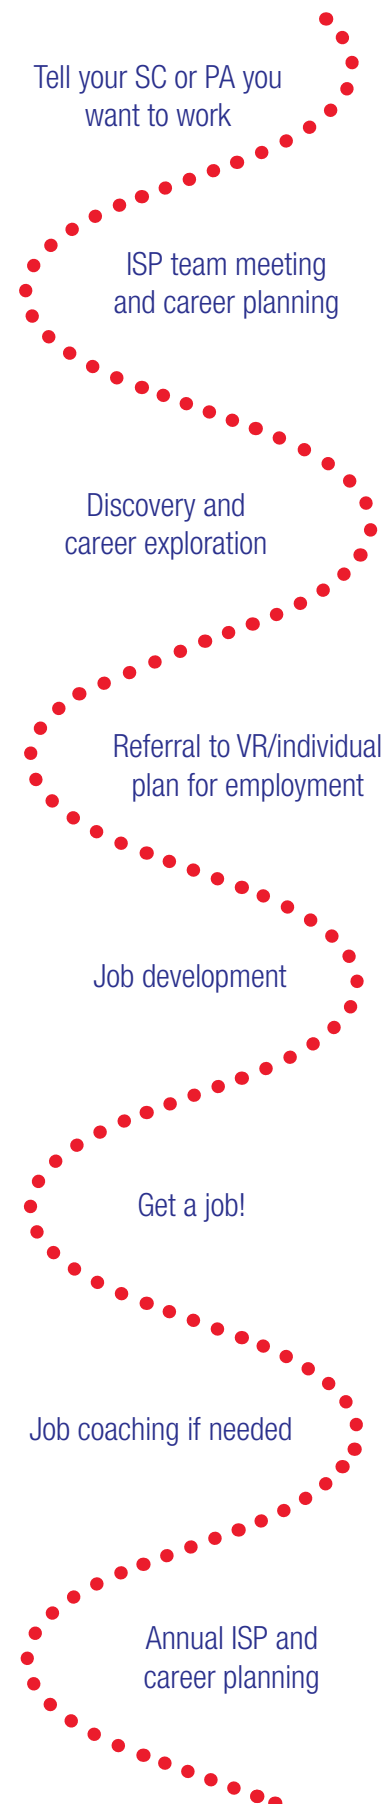 Tell your SC or PA you
want to work
ISP team meeting
and career planning
Discovery and
career exploration
Referral to VR/individual
plan for employment
Job development
Get a job!
Job coaching if needed
Annual ISP and
career planning